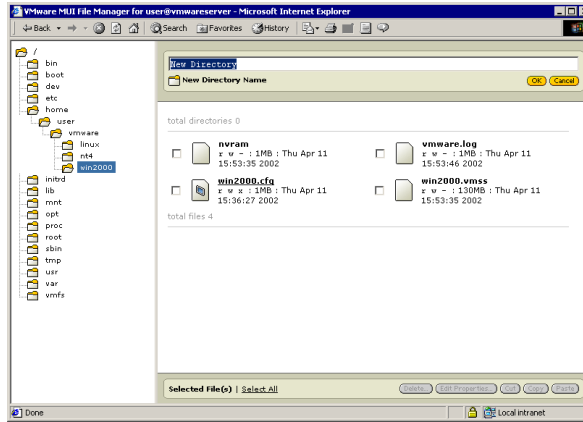 VMware MUI File Manager for user@vmwareserver - Microsoft Internet Explorer
Back Search Favorites History
/
bin
boot
dev
etc
home
user
vmware
linux
nt4
win2000
initrd
lib
mnt
opt
proc
root
sbin
tmp
usr
var
vmfs
New Directory
New Directory Name OK Cancel
total directories 0
nvram
r w - : 1MB : Thu Apr 11
15:53:35 2002
vmware.log
r w - : 1MB : Thu Apr 11
15:53:46 2002
win2000.cfg
r w x : 1MB : Thu Apr 11
15:36:27 2002
win2000.vmss
r w - : 130MB : Thu Apr 11
15:53:35 2002
total files 4
Selected File(s) | Select All Delete... Edit Properties... Cut Copy Paste
Done Local intranet